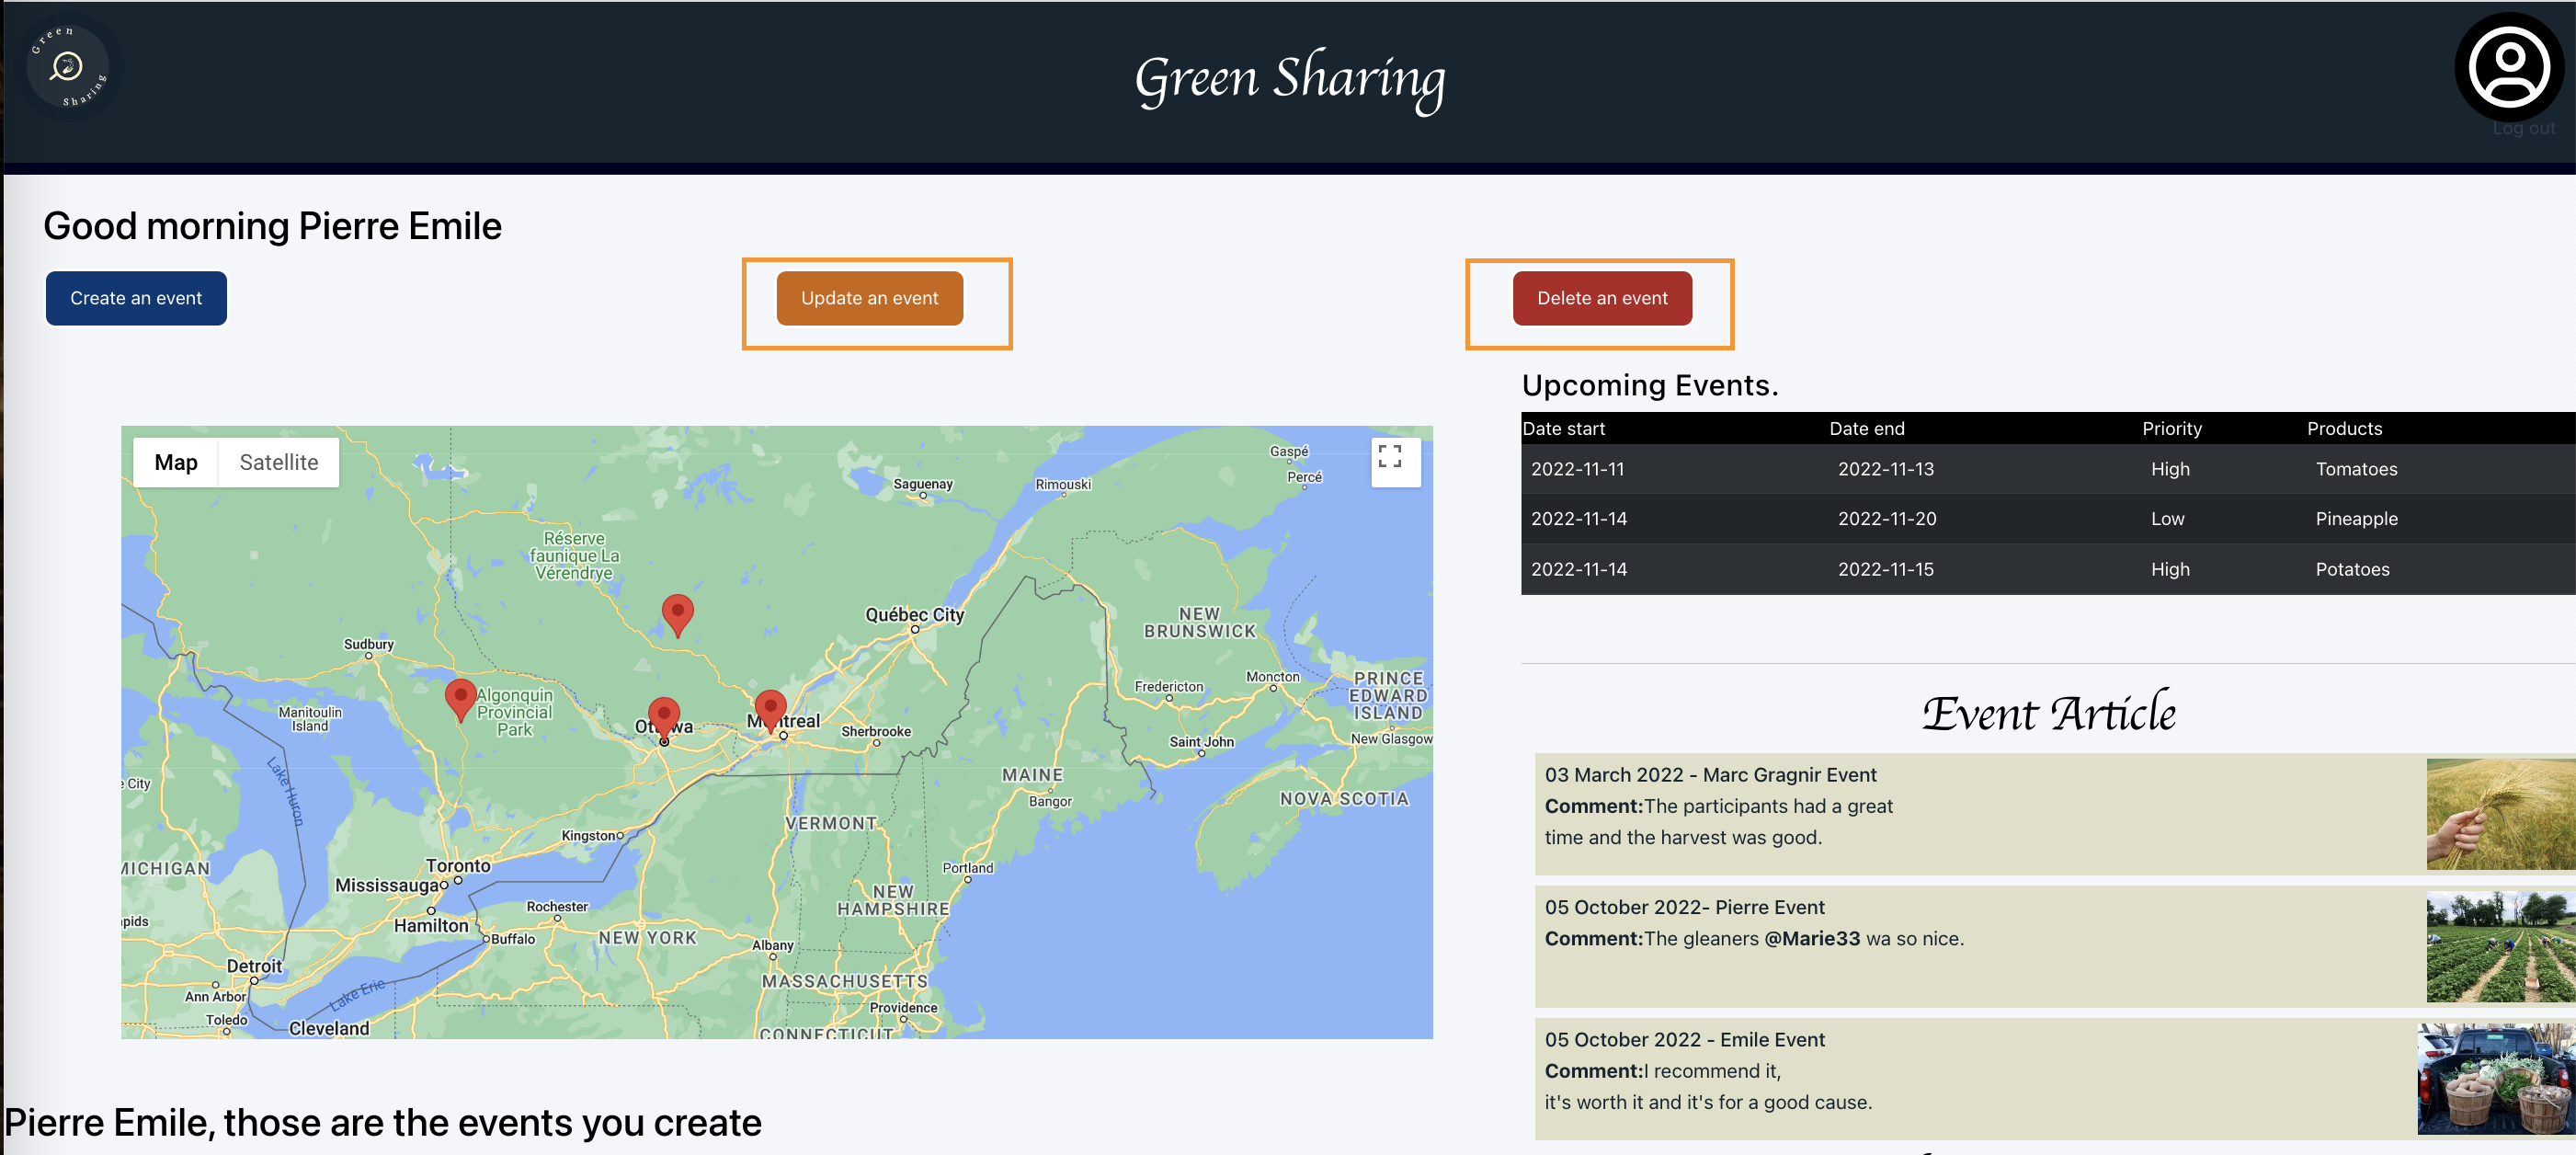 Green
Sharing
Green Sharing
Log out
Good morning Pierre Emile
Create an event
Update an event
Delete an event
Map
Satellite
Gaspé
Percé
Saguenay
Rimouski
Réserve
faunique La
Vérendrye
Québec City
NEW
BRUNSWICK
Sudbury
Algonquin
Provincial
Park
Manitoulin
Island
Ottawa
Montreal
Sherbrooke
Fredericton
Moncton
PRINCE
EDWARD
ISLAND
New Glasgow
Saint John
MAINE
Bangor
NOVA SCOTIA
e City
Lake Huron
VERMONT
Kingston
MICHIGAN
Toronto
Mississauga
Hamilton
Portland
NEW
HAMPSHIRE
Rochester
Buffalo
NEW YORK
Albany
apids
Detroit
Ann Arbor
Lake Erie
MASSACHUSETTS
Providence
Toledo
Cleveland
CONNECTICUT
Upcoming Events.
Date start Date end Priority Products
2022-11-11 2022-11-13 High Tomatoes
2022-11-14 2022-11-20 Low Pineapple
2022-11-14 2022-11-15 High Potatoes
Event Article
03 March 2022 - Marc Gragnir Event
Comment:The participants had a great
time and the harvest was good.
05 October 2022- Pierre Event
Comment:The gleaners @Marie33 wa so nice.
05 October 2022 - Emile Event
Comment:I recommend it,
it's worth it and it's for a good cause.
Pierre Emile, those are the events you create